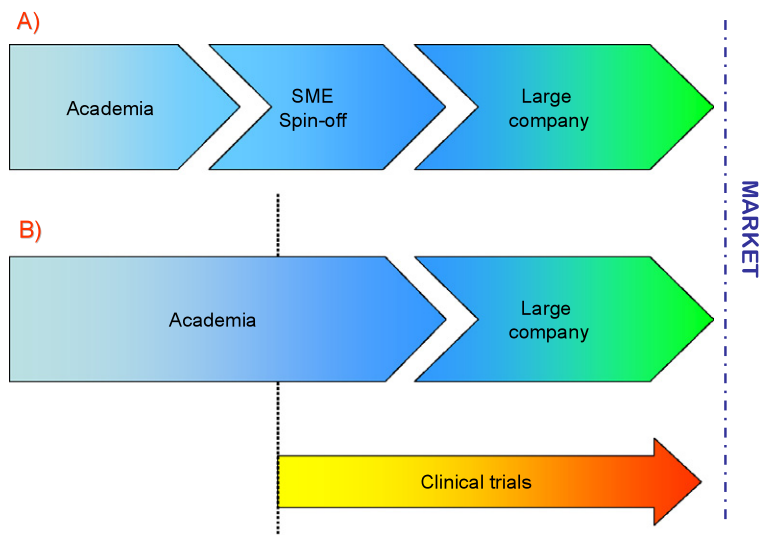 A)
Academia
SME
Spin-off
Large
company
MARKET
B)
Academia
Large
company
Clinical trials